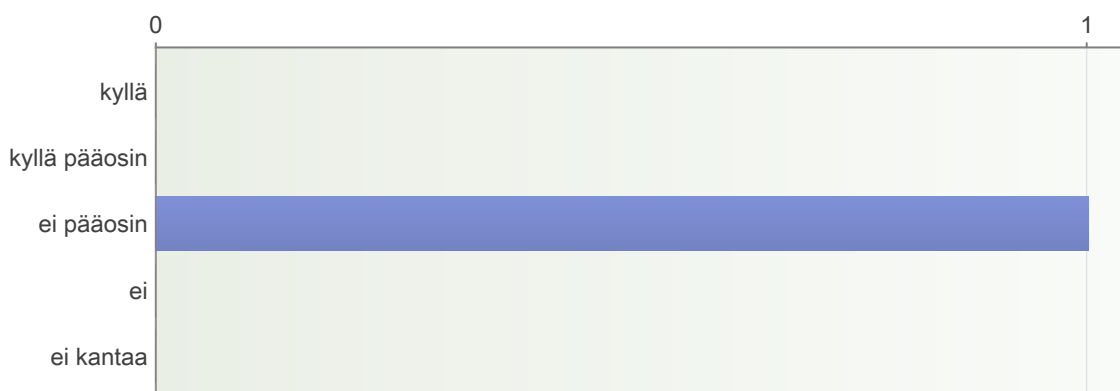 0 1
kyllä
kyllä pääosin
ei pääosin
ei
ei kantaa